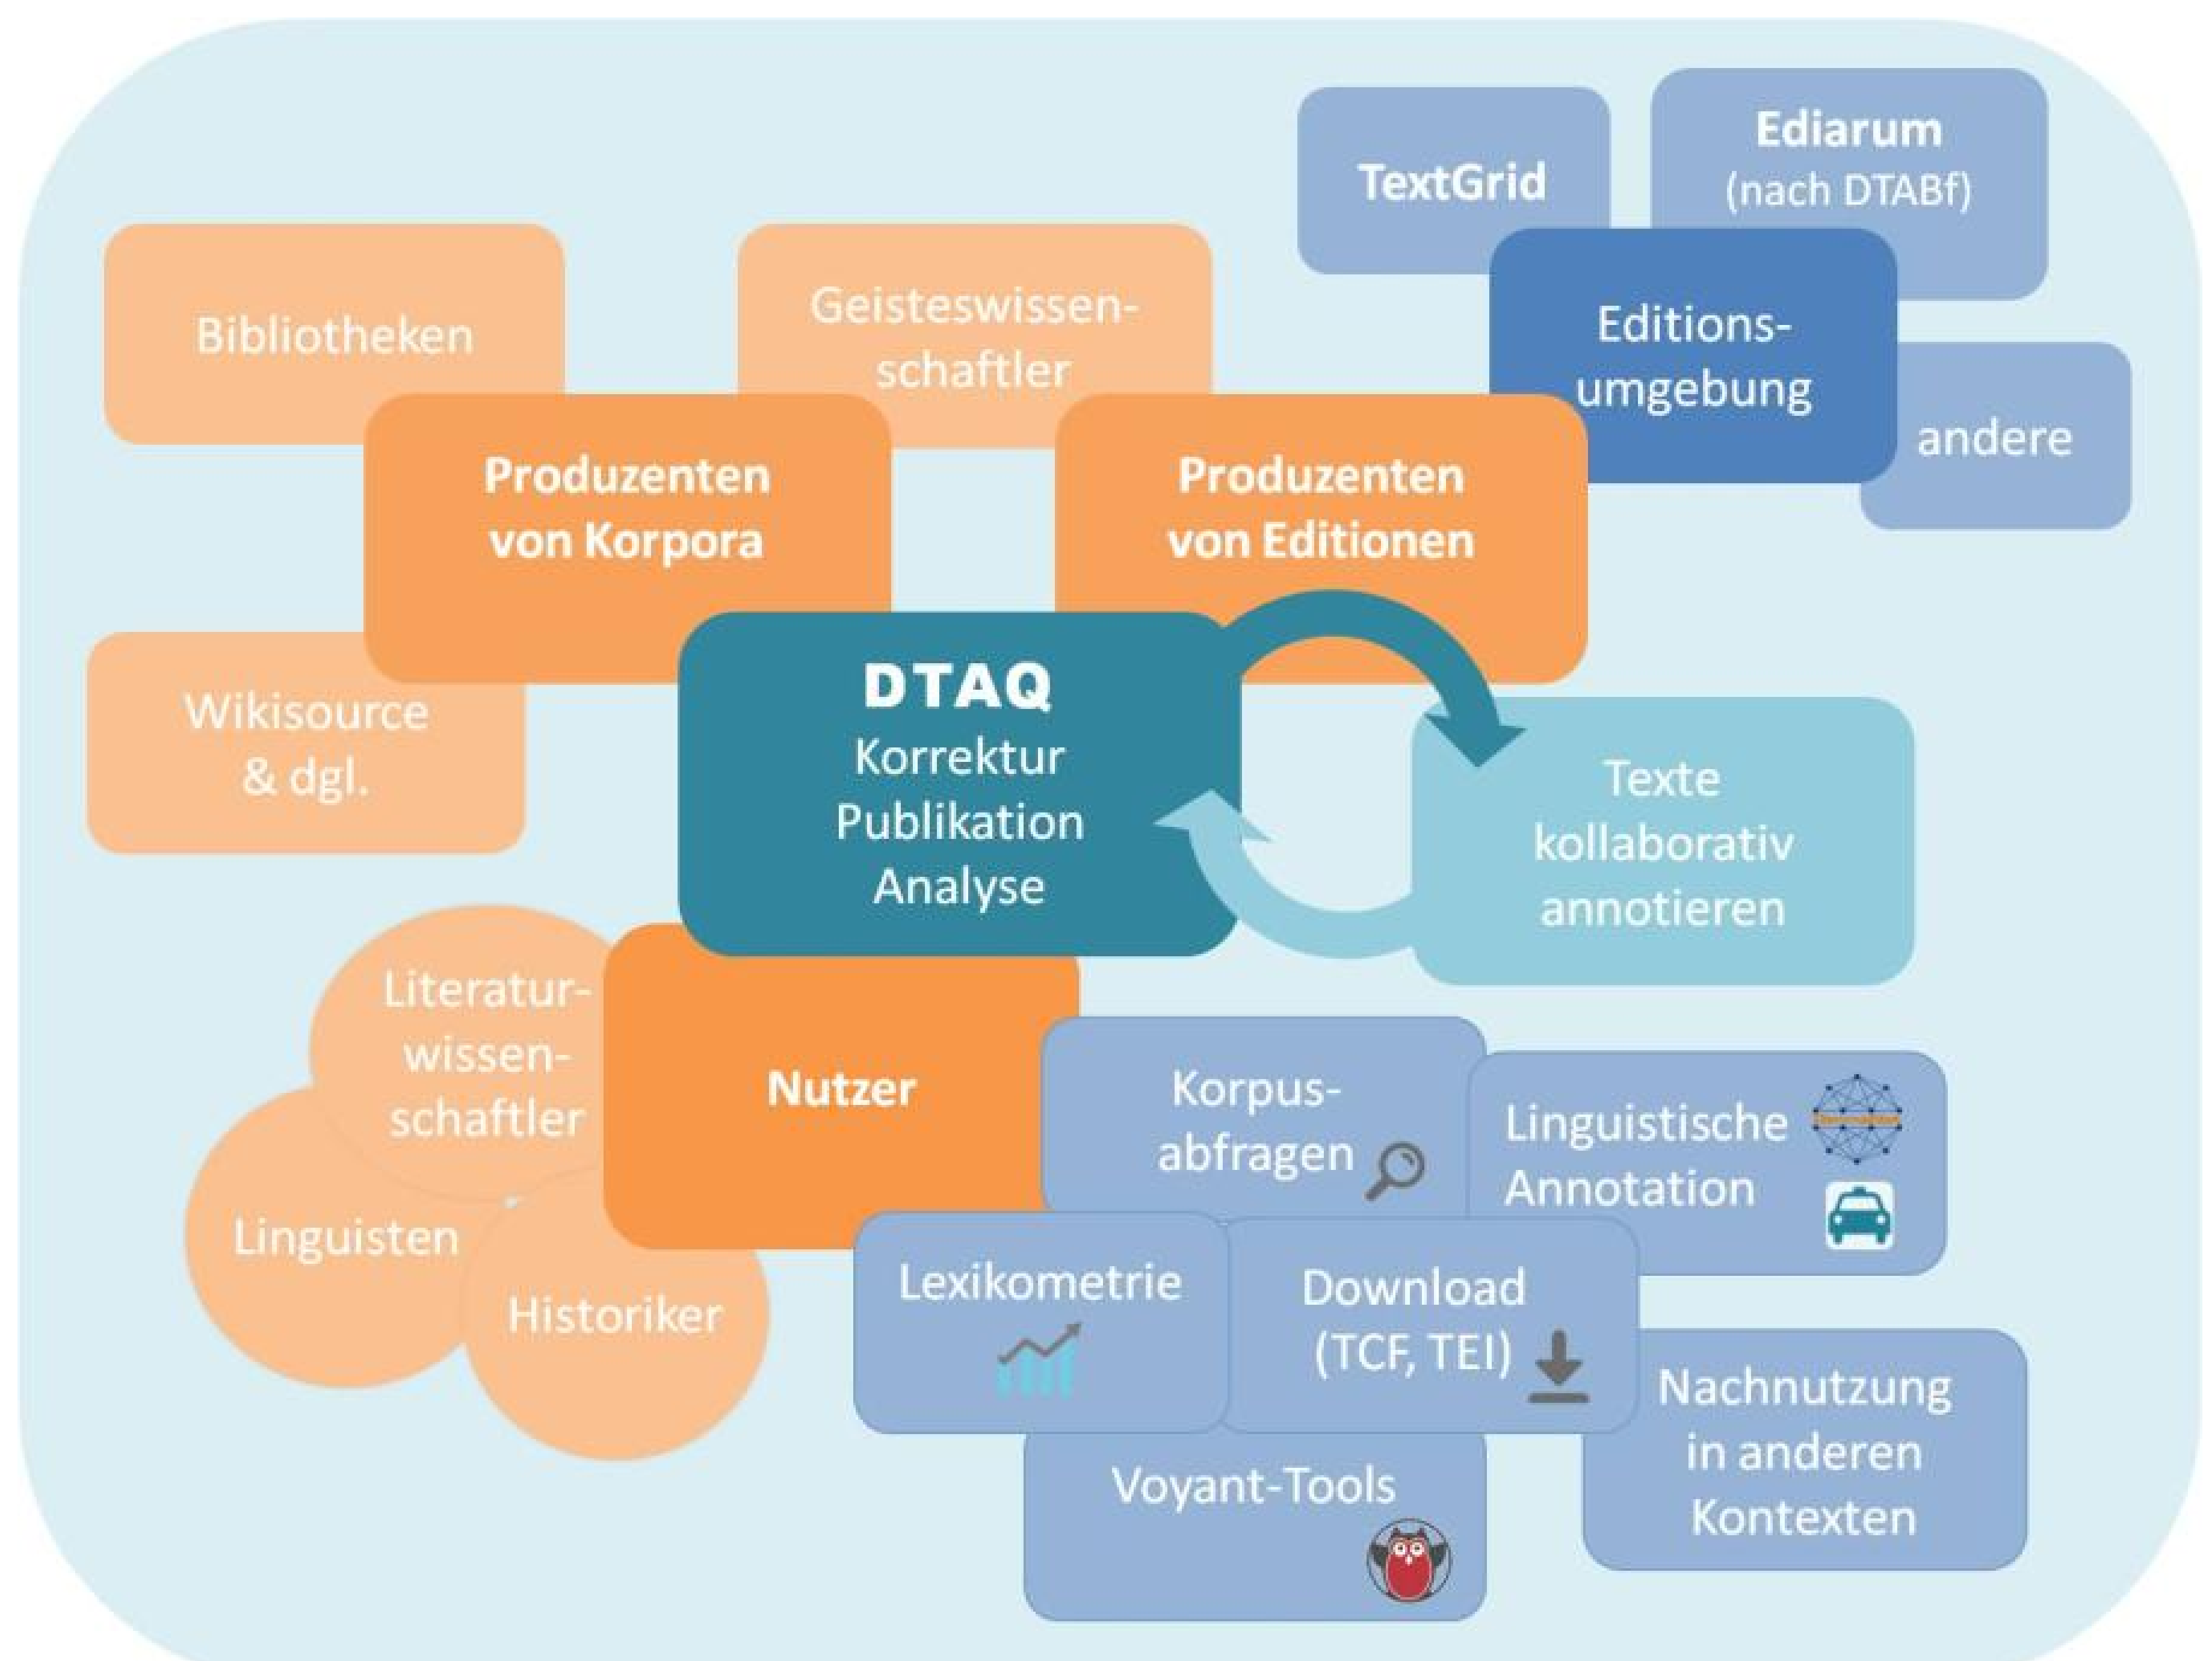 TextGrid
Ediarum
(nach DTABf)
Bibliotheken
Geisteswissen-
schaftler
Editions-
umgebung
andere
Produzenten
von Korpora
Produzenten
von Editionen
Wikisource
& dgl.
DTAQ
Korrektur
Publikation
Analyse
Texte
kollaborativ
annotieren
Literatur-
wissen-
schaftler
Linguisten
Historiker
Nutzer
Korpus-
abfragen
Linguistische
Annotation
Lexikometrie
Download
(TCF, TEI)
Nachnutzung
in anderen
Kontexten
Voyant-Tools